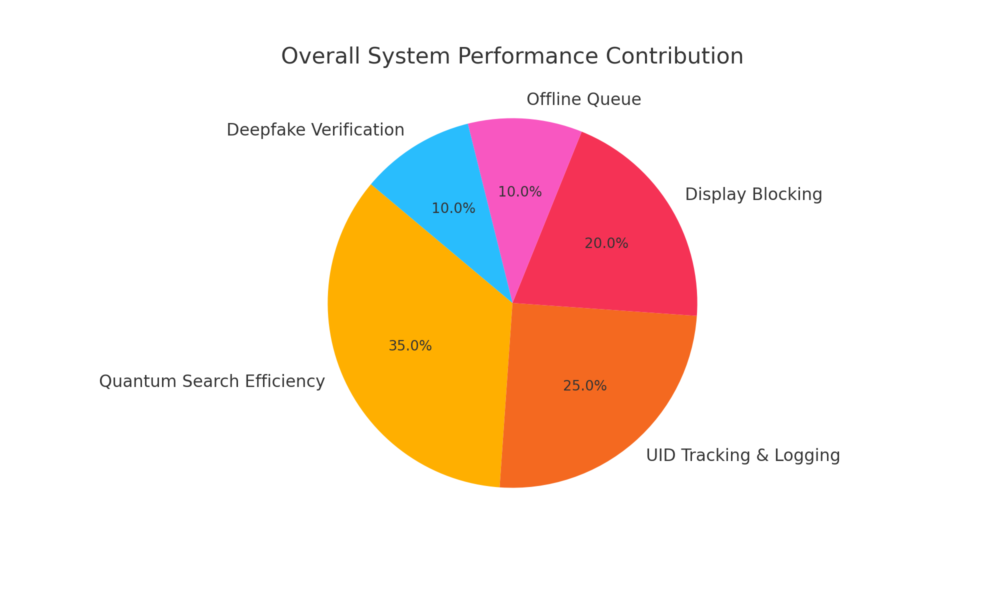 Overall System Performance Contribution
Offline Queue
Deepfake Verification
Display Blocking
10.0%
10.0%
20.0%
35.0%
Quantum Search Efficiency
25.0%
UID Tracking & Logging